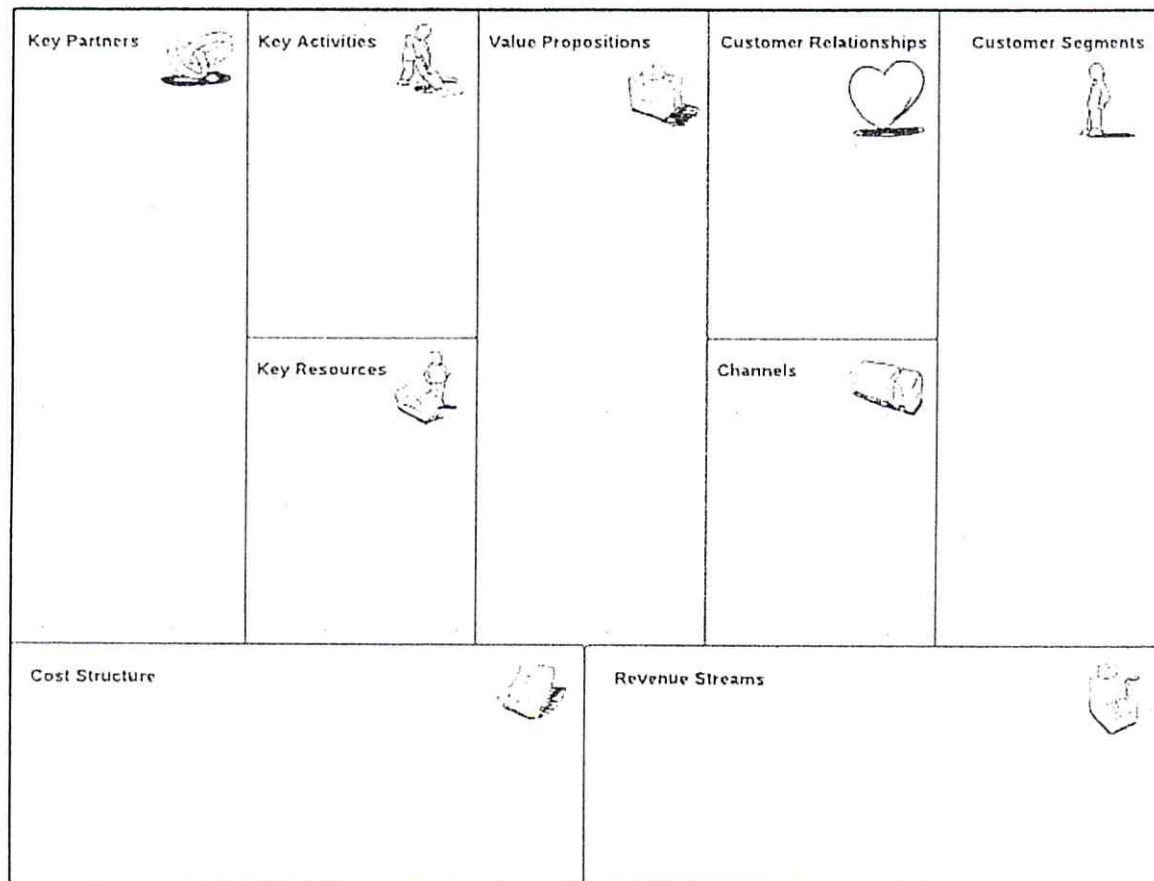 Key Partners
Key Activities
Value Propositions
Customer Relationships
Customer Segments
Key Resources
Channels
Cost Structure
Revenue Streams